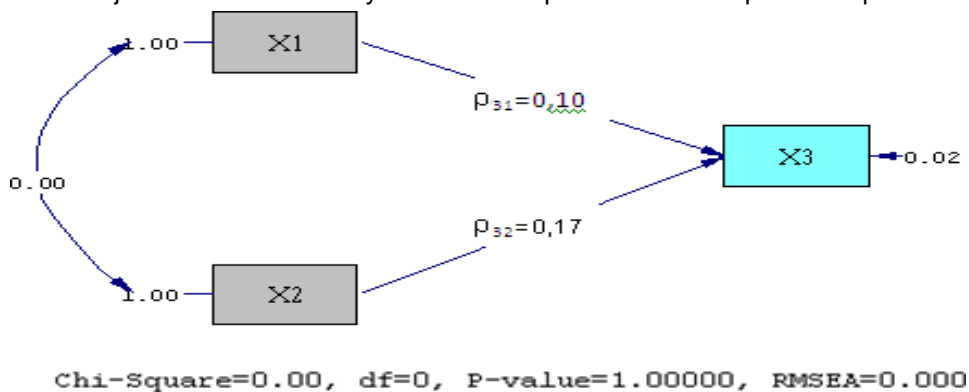 1.00 X1
ρ₃₁=0,10
X3 0.02
0.00
ρ₃₂=0,17
1.00 X2
Chi-Square=0.00, df=0, P-value=1.00000, RMSEA=0.000